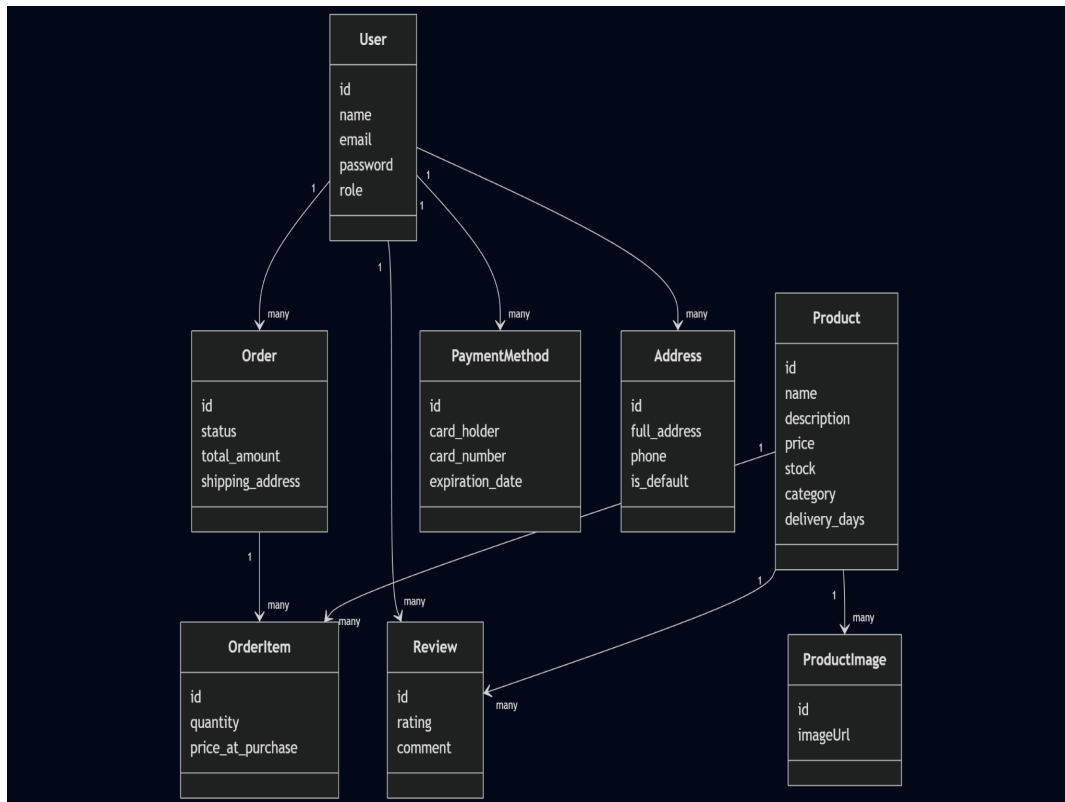 User
id
name
email
password
role
1
1
1
1
many
many
many
Order
id
status
total_amount
shipping_address
PaymentMethod
id
card_holder
card_number
expiration_date
Address
id
full_address
phone
is_default
Product
id
name
description
price
stock
category
delivery_days
1
1
1
1
many
many
many
many
many
OrderItem
id
quantity
price_at_purchase
Review
id
rating
comment
ProductImage
id
imageUrl